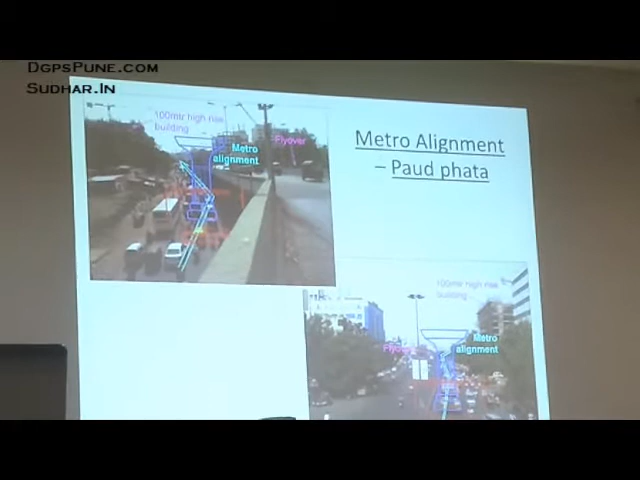 DgpsPune.com
Sudhar.In
Metro Alignment
– Paud phata
100mtr high rise
building
Flyover
Metro
alignment
100mtr high rise
building
Flyover
Metro
alignment